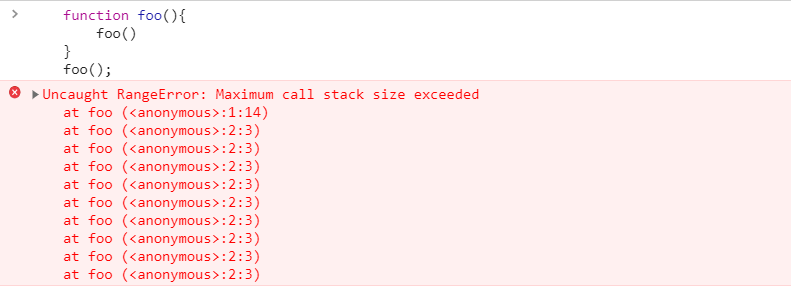 function foo(){
foo()
}
foo();
Uncaught RangeError: Maximum call stack size exceeded
at foo (<anonymous>:1:14)
at foo (<anonymous>:2:3)
at foo (<anonymous>:2:3)
at foo (<anonymous>:2:3)
at foo (<anonymous>:2:3)
at foo (<anonymous>:2:3)
at foo (<anonymous>:2:3)
at foo (<anonymous>:2:3)
at foo (<anonymous>:2:3)
at foo (<anonymous>:2:3)